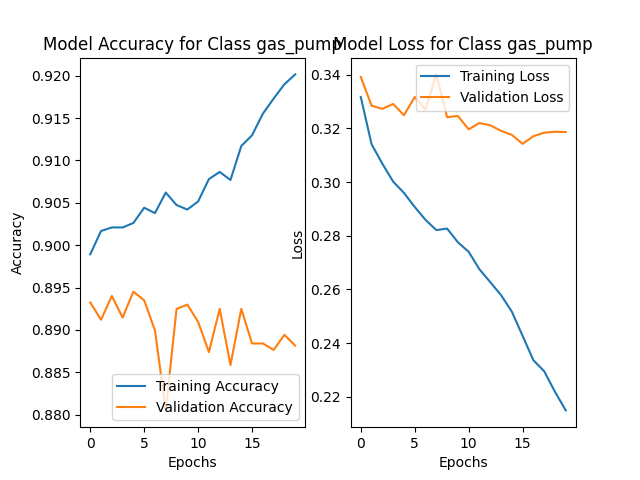 Model Accuracy for Class gas_pump
Model Loss for Class gas_pump
0.920
0.915
0.910
0.905
0.900
0.895
0.890
0.885
0.880
Accuracy
Training Accuracy
Validation Accuracy
0 5 10 15
Epochs
0.34
0.32
0.30
0.28
0.26
0.24
0.22
Loss
Training Loss
Validation Loss
0 5 10 15
Epochs